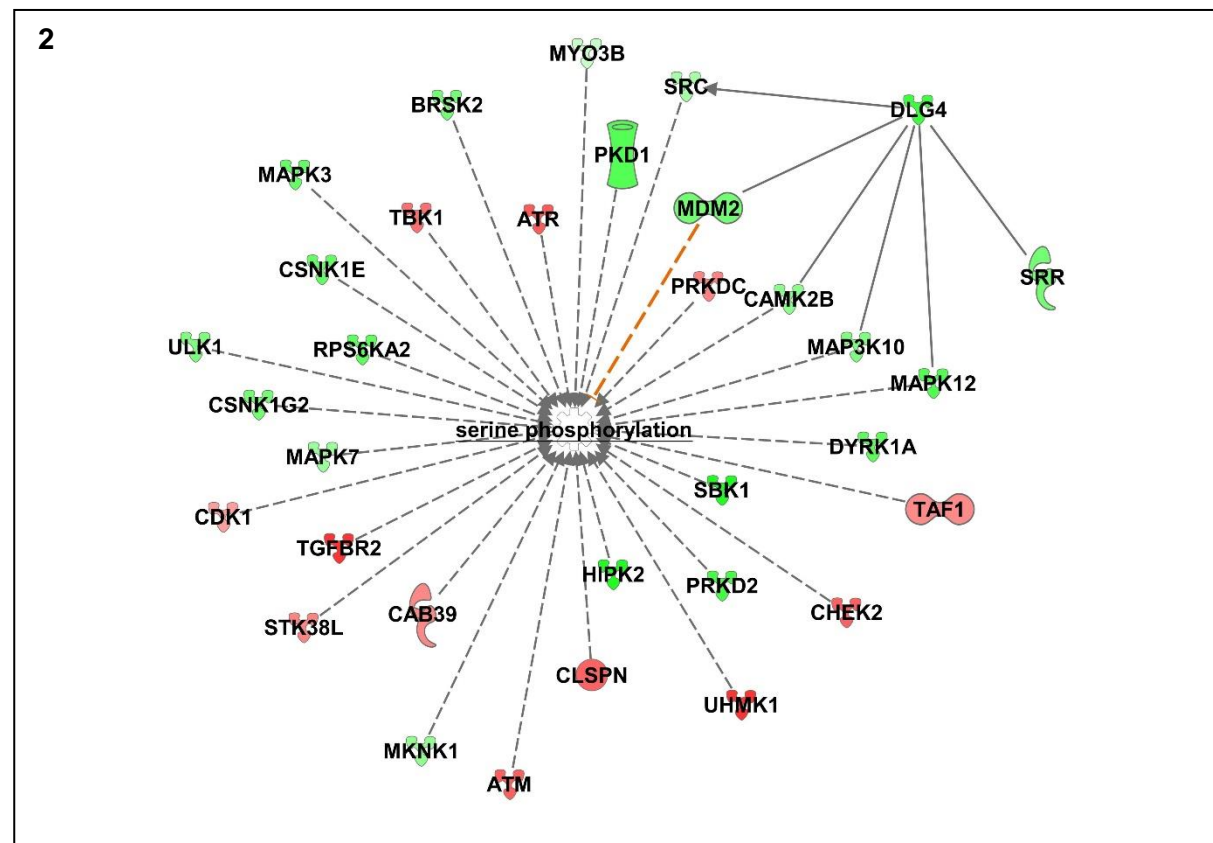 2
MYO3B
SRC
BRSK2
DLG4
PKD1
MAPK3
TBK1
ATR
MDM2
CSNK1E
PRKDC
CAMK2B
SRR
ULK1
RPS6KA2
MAP3K10
MAPK12
CSNK1G2
serine phosphorylation
MAPK7
DYRK1A
SBK1
CDK1
TAF1
TGFBR2
HIPK2
PRKD2
CAB39
CHEK2
STK38L
CLSPN
UHMK1
MKNK1
ATM